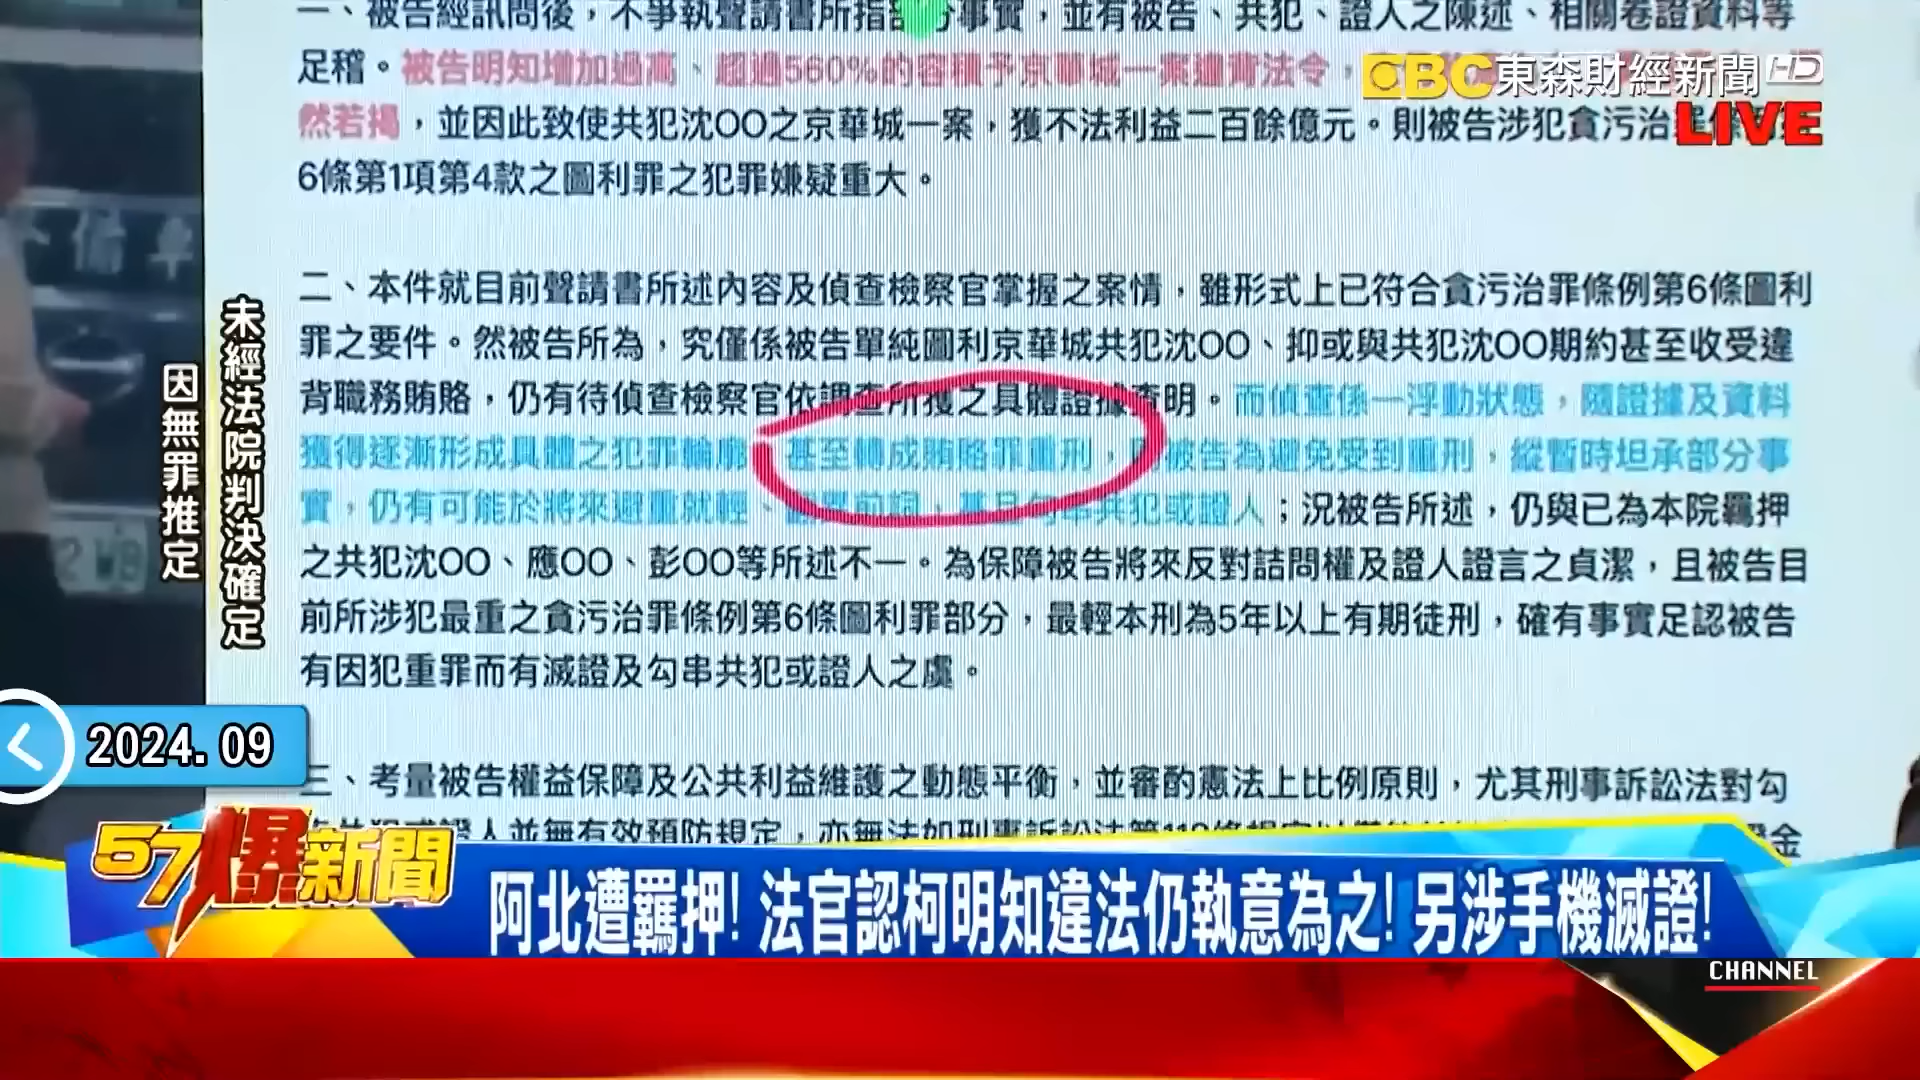 一、被告經訊問後，不爭執聲請書所指部分事實，並有被告、共犯、證人之陳述、相關卷證資料等
足稽。被告明知增加過高、超過560%的容積予京華城一案違背法令，
然若揭，並因此致使共犯沈OO之京華城一案，獲不法利益二百餘億元。則被告涉犯貪污治
6條第1項第4款之圖利罪之犯罪嫌疑重大。
EBC東森財經新聞HD
LIVE
二、本件就目前聲請書所述內容及偵查檢察官掌握之案情，雖形式上已符合貪污治罪條例第6條圖利
罪之要件。然被告所為，究僅係被告單純圖利京華城共犯沈OO、抑或與共犯沈OO期約甚至收受違
背職務賄賂，仍有待偵查檢察官依調查所獲之具體證據查明。而偵查係一浮動狀態，隨證據及資料
獲得逐漸形成具體之犯罪輪廓，甚至轉成賄賂罪重刑，被告為避免受到重刑，縱暫時坦承部分事
實，仍有可能於將來避重就輕、翻異前詞，甚且勾串共犯或證人；況被告所述，仍與已為本院羈押
之共犯沈OO、應OO、彭OO等所述不一。為保障被告將來反對詰問權及證人證言之貞潔，且被告目
前所涉犯最重之貪污治罪條例第6條圖利罪部分，最輕本刑為5年以上有期徒刑，確有事實足認被告
有因犯重罪而有滅證及勾串共犯或證人之虞。
三、考量被告權益保障及公共利益維護之動態平衡，並審酌憲法上比例原則，尤其刑事訴訟法對勾
未經法院判決確定
因無罪推定
2024.09
57爆新聞
阿北遭羈押! 法官認柯明知違法仍執意為之! 另涉手機滅證!
CHANNEL